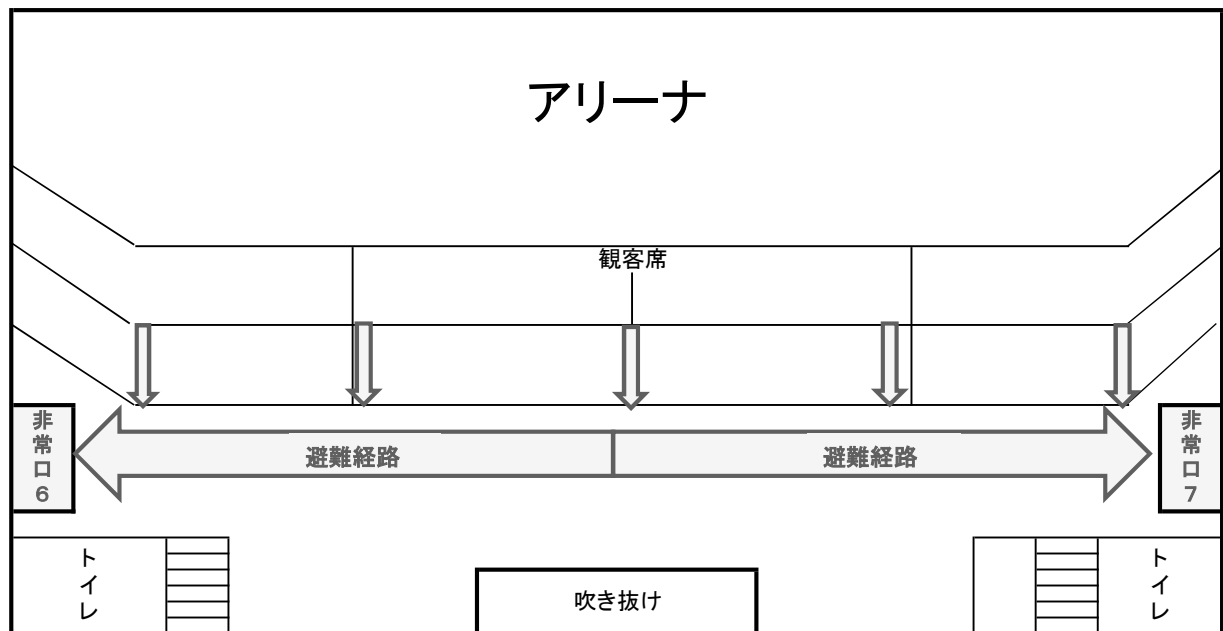 アリーナ
観客席
非常口6
避難経路
避難経路
非常口7
トイレ
吹き抜け
トイレ